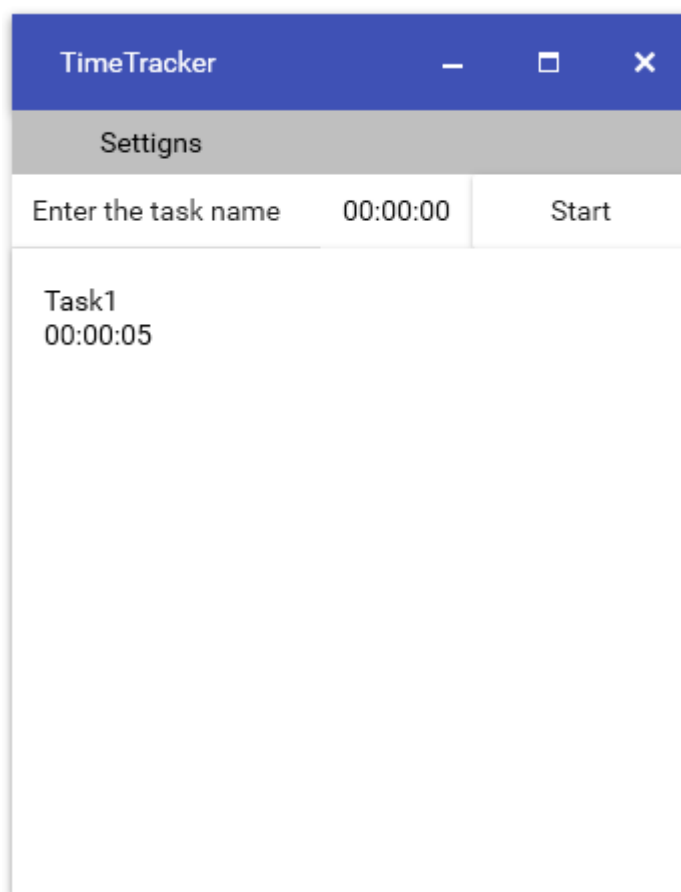 TimeTracker
Settigns
Enter the task name 00:00:00 Start
Task1
00:00:05